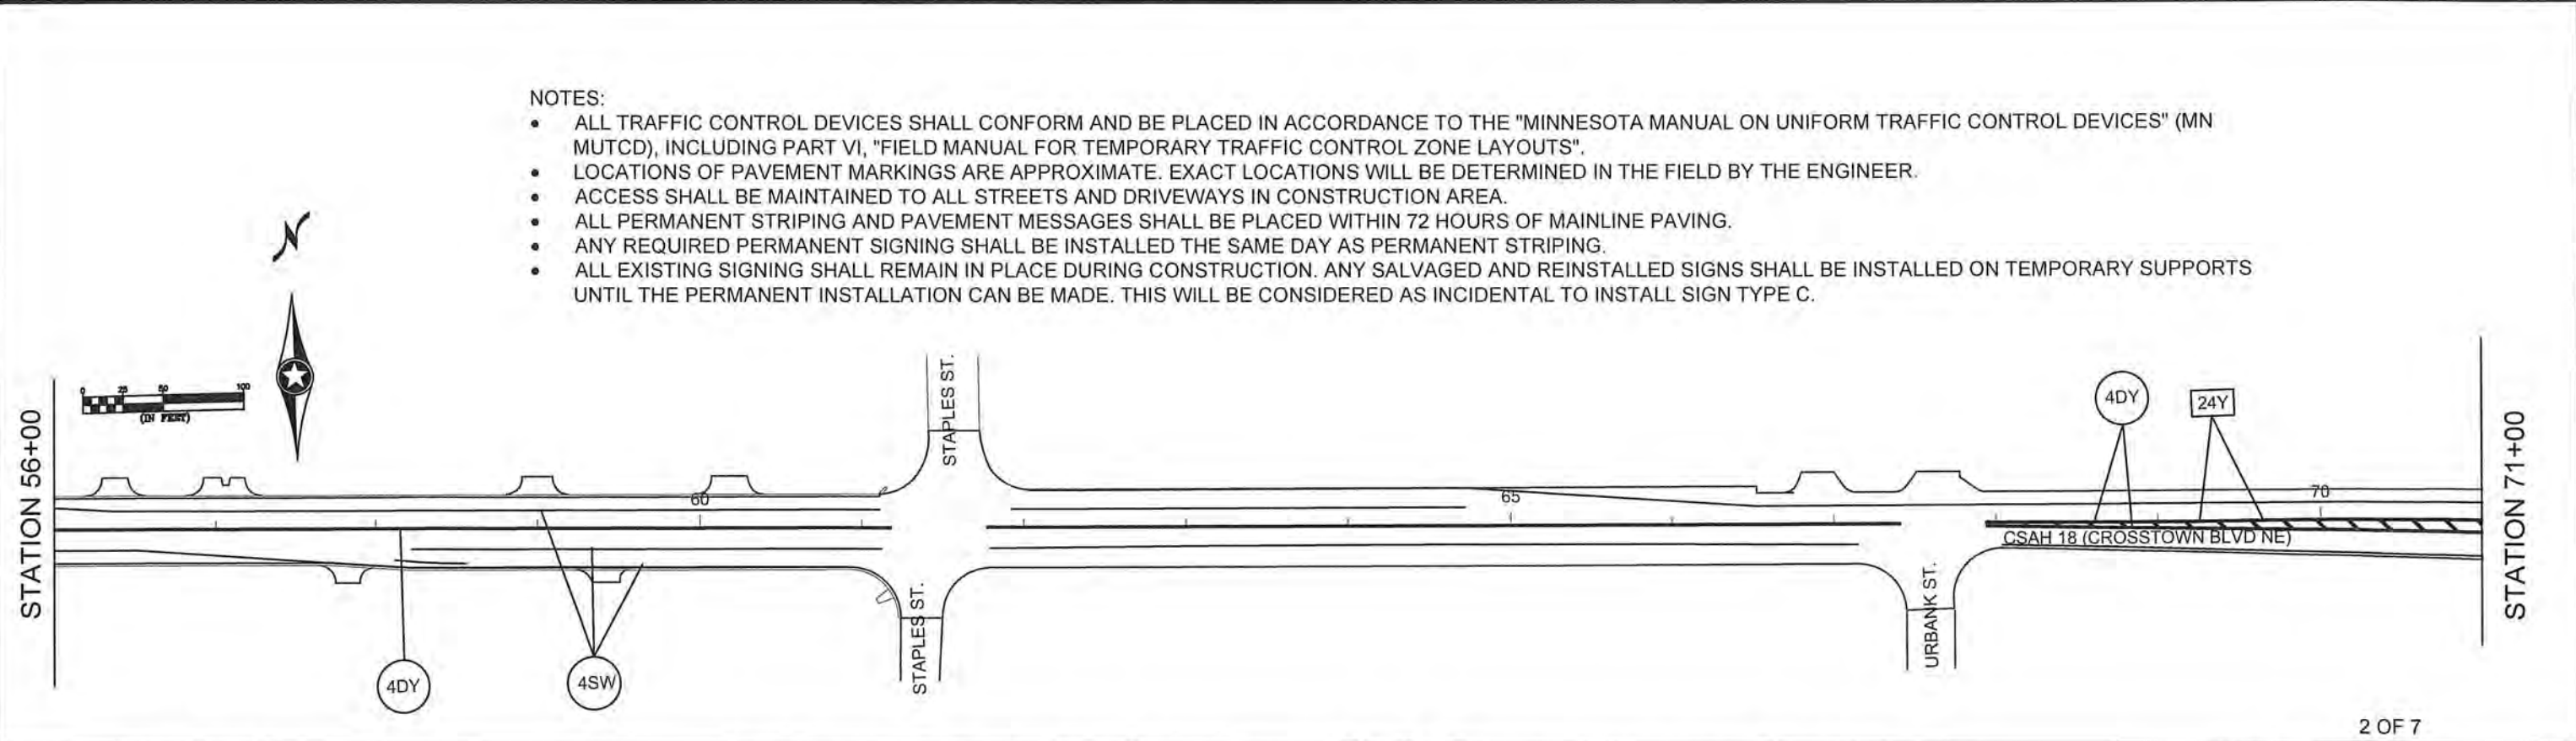 NOTES:
• ALL TRAFFIC CONTROL DEVICES SHALL CONFORM AND BE PLACED IN ACCORDANCE TO THE "MINNESOTA MANUAL ON UNIFORM TRAFFIC CONTROL DEVICES" (MN
MUTCD), INCLUDING PART VI, "FIELD MANUAL FOR TEMPORARY TRAFFIC CONTROL ZONE LAYOUTS".
• LOCATIONS OF PAVEMENT MARKINGS ARE APPROXIMATE. EXACT LOCATIONS WILL BE DETERMINED IN THE FIELD BY THE ENGINEER.
• ACCESS SHALL BE MAINTAINED TO ALL STREETS AND DRIVEWAYS IN CONSTRUCTION AREA.
• ALL PERMANENT STRIPING AND PAVEMENT MESSAGES SHALL BE PLACED WITHIN 72 HOURS OF MAINLINE PAVING.
• ANY REQUIRED PERMANENT SIGNING SHALL BE INSTALLED THE SAME DAY AS PERMANENT STRIPING.
• ALL EXISTING SIGNING SHALL REMAIN IN PLACE DURING CONSTRUCTION. ANY SALVAGED AND REINSTALLED SIGNS SHALL BE INSTALLED ON TEMPORARY SUPPORTS
UNTIL THE PERMANENT INSTALLATION CAN BE MADE. THIS WILL BE CONSIDERED AS INCIDENTAL TO INSTALL SIGN TYPE C.
N
0 25 50 100
(IN FEET)
STATION 56+00
STAPLES ST.
4DY
24Y
STATION 71+00
60
65
70
CSAH 18 (CROSSTOWN BLVD NE)
STAPLES ST.
URBANK ST.
4DY
4SW
2 OF 7